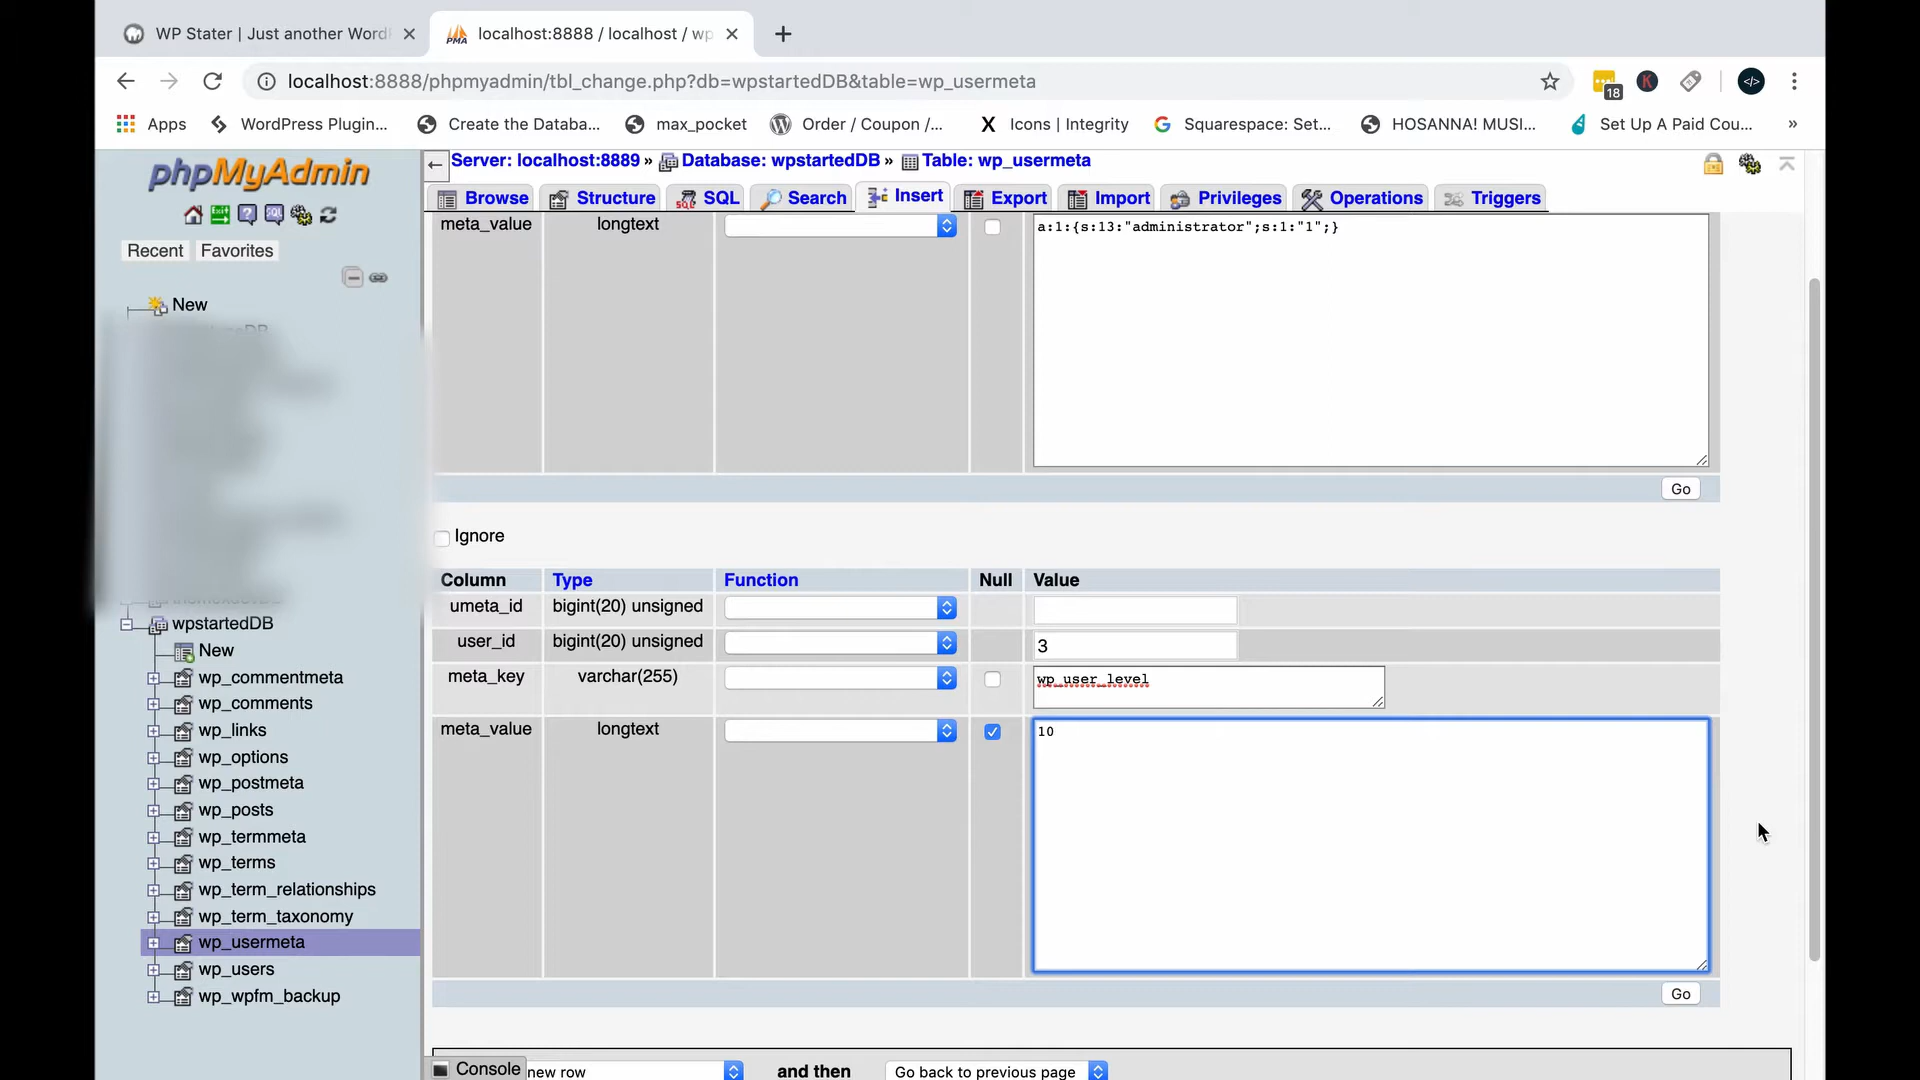 WP Stater | Just another Word
localhost:8888 / localhost / wp
PMA
localhost:8888/phpmyadmin/tbl_change.php?db=wpstartedDB&table=wp_usermeta
18
K
</>
Apps
WordPress Plugin...
Create the Databa...
max_pocket
Order / Coupon /...
X
Icons | Integrity
Squarespace: Set...
HOSANNA! MUSI...
Set Up A Paid Cou...
»
phpMyAdmin
Recent
Favorites
New
wpstartedDB
New
wp_commentmeta
wp_comments
wp_links
wp_options
wp_postmeta
wp_posts
wp_termmeta
wp_terms
wp_term_relationships
wp_term_taxonomy
wp_usermeta
wp_users
wp_wpfm_backup
Server: localhost:8889 » Database: wpstartedDB » Table: wp_usermeta
Browse Structure SQL Search Insert Export Import Privileges Operations Triggers
meta_value longtext a:1:{s:13:"administrator";s:1:"1";}
Go
Ignore
Column Type Function Null Value
umeta_id bigint(20) unsigned
user_id bigint(20) unsigned 3
meta_key varchar(255) wp_user_level
meta_value longtext 10
Go
Console new row and then Go back to previous page